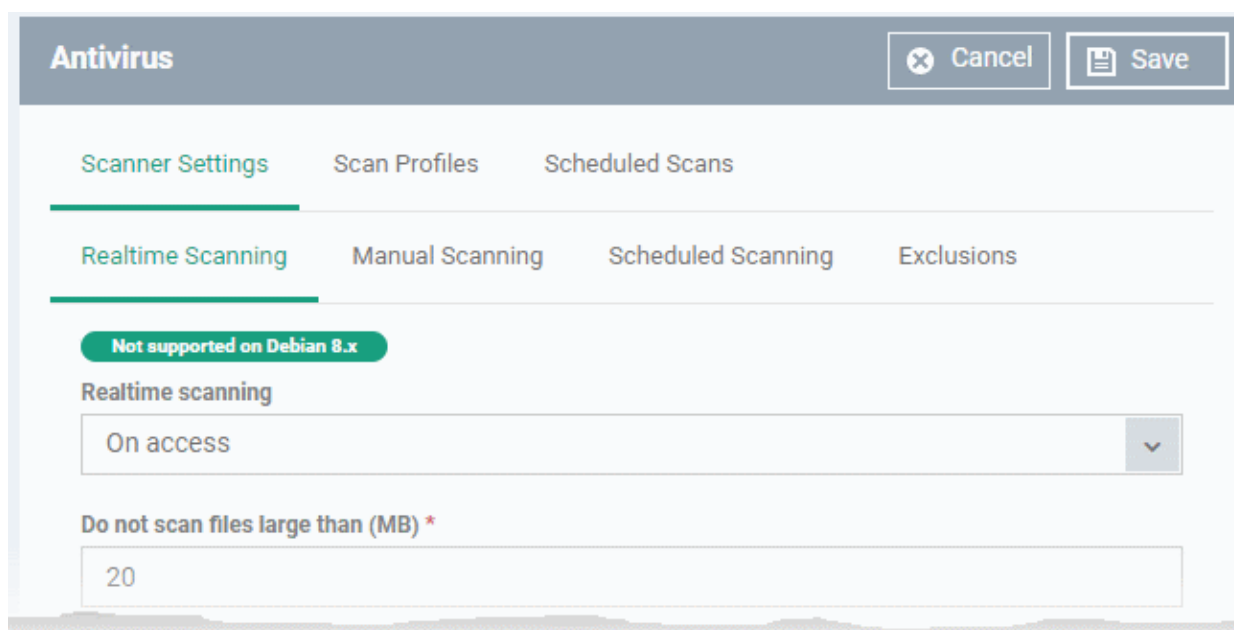 Antivirus Cancel Save
Scanner Settings Scan Profiles Scheduled Scans
Realtime Scanning Manual Scanning Scheduled Scanning Exclusions
Not supported on Debian 8.x
Realtime scanning
On access
Do not scan files large than (MB) *
20